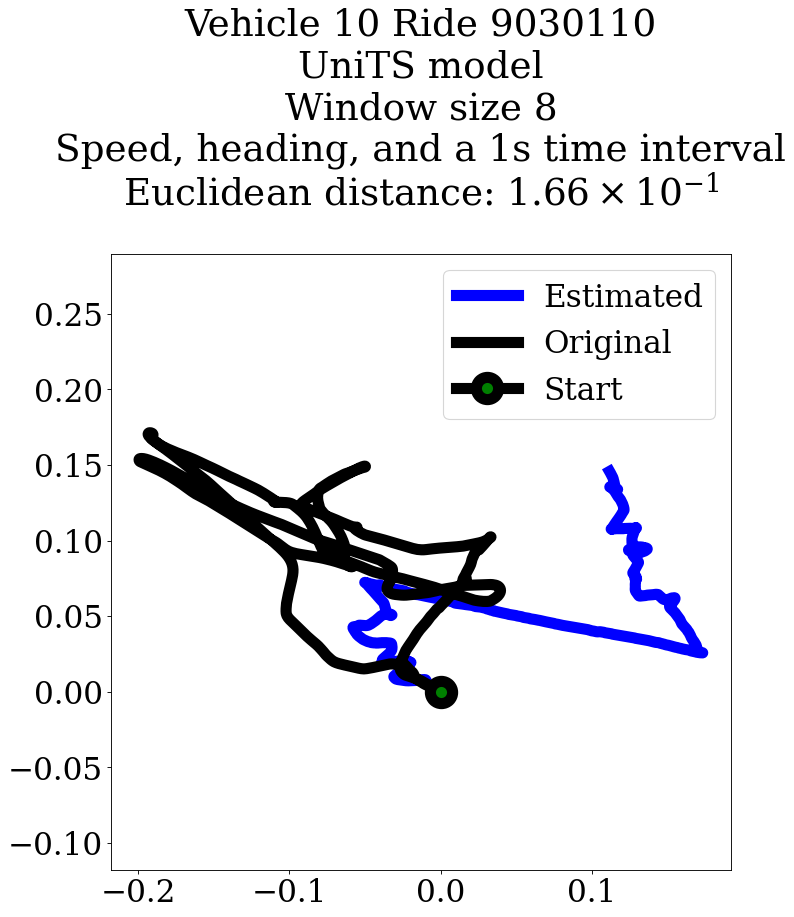 Vehicle 10 Ride 9030110
UniTS model
Window size 8
Speed, heading, and a 1s time interval
Euclidean distance: 1.66 × 10⁻¹
Estimated
Original
Start
0.25
0.20
0.15
0.10
0.05
0.00
−0.05
−0.10
−0.2 −0.1 0.0 0.1